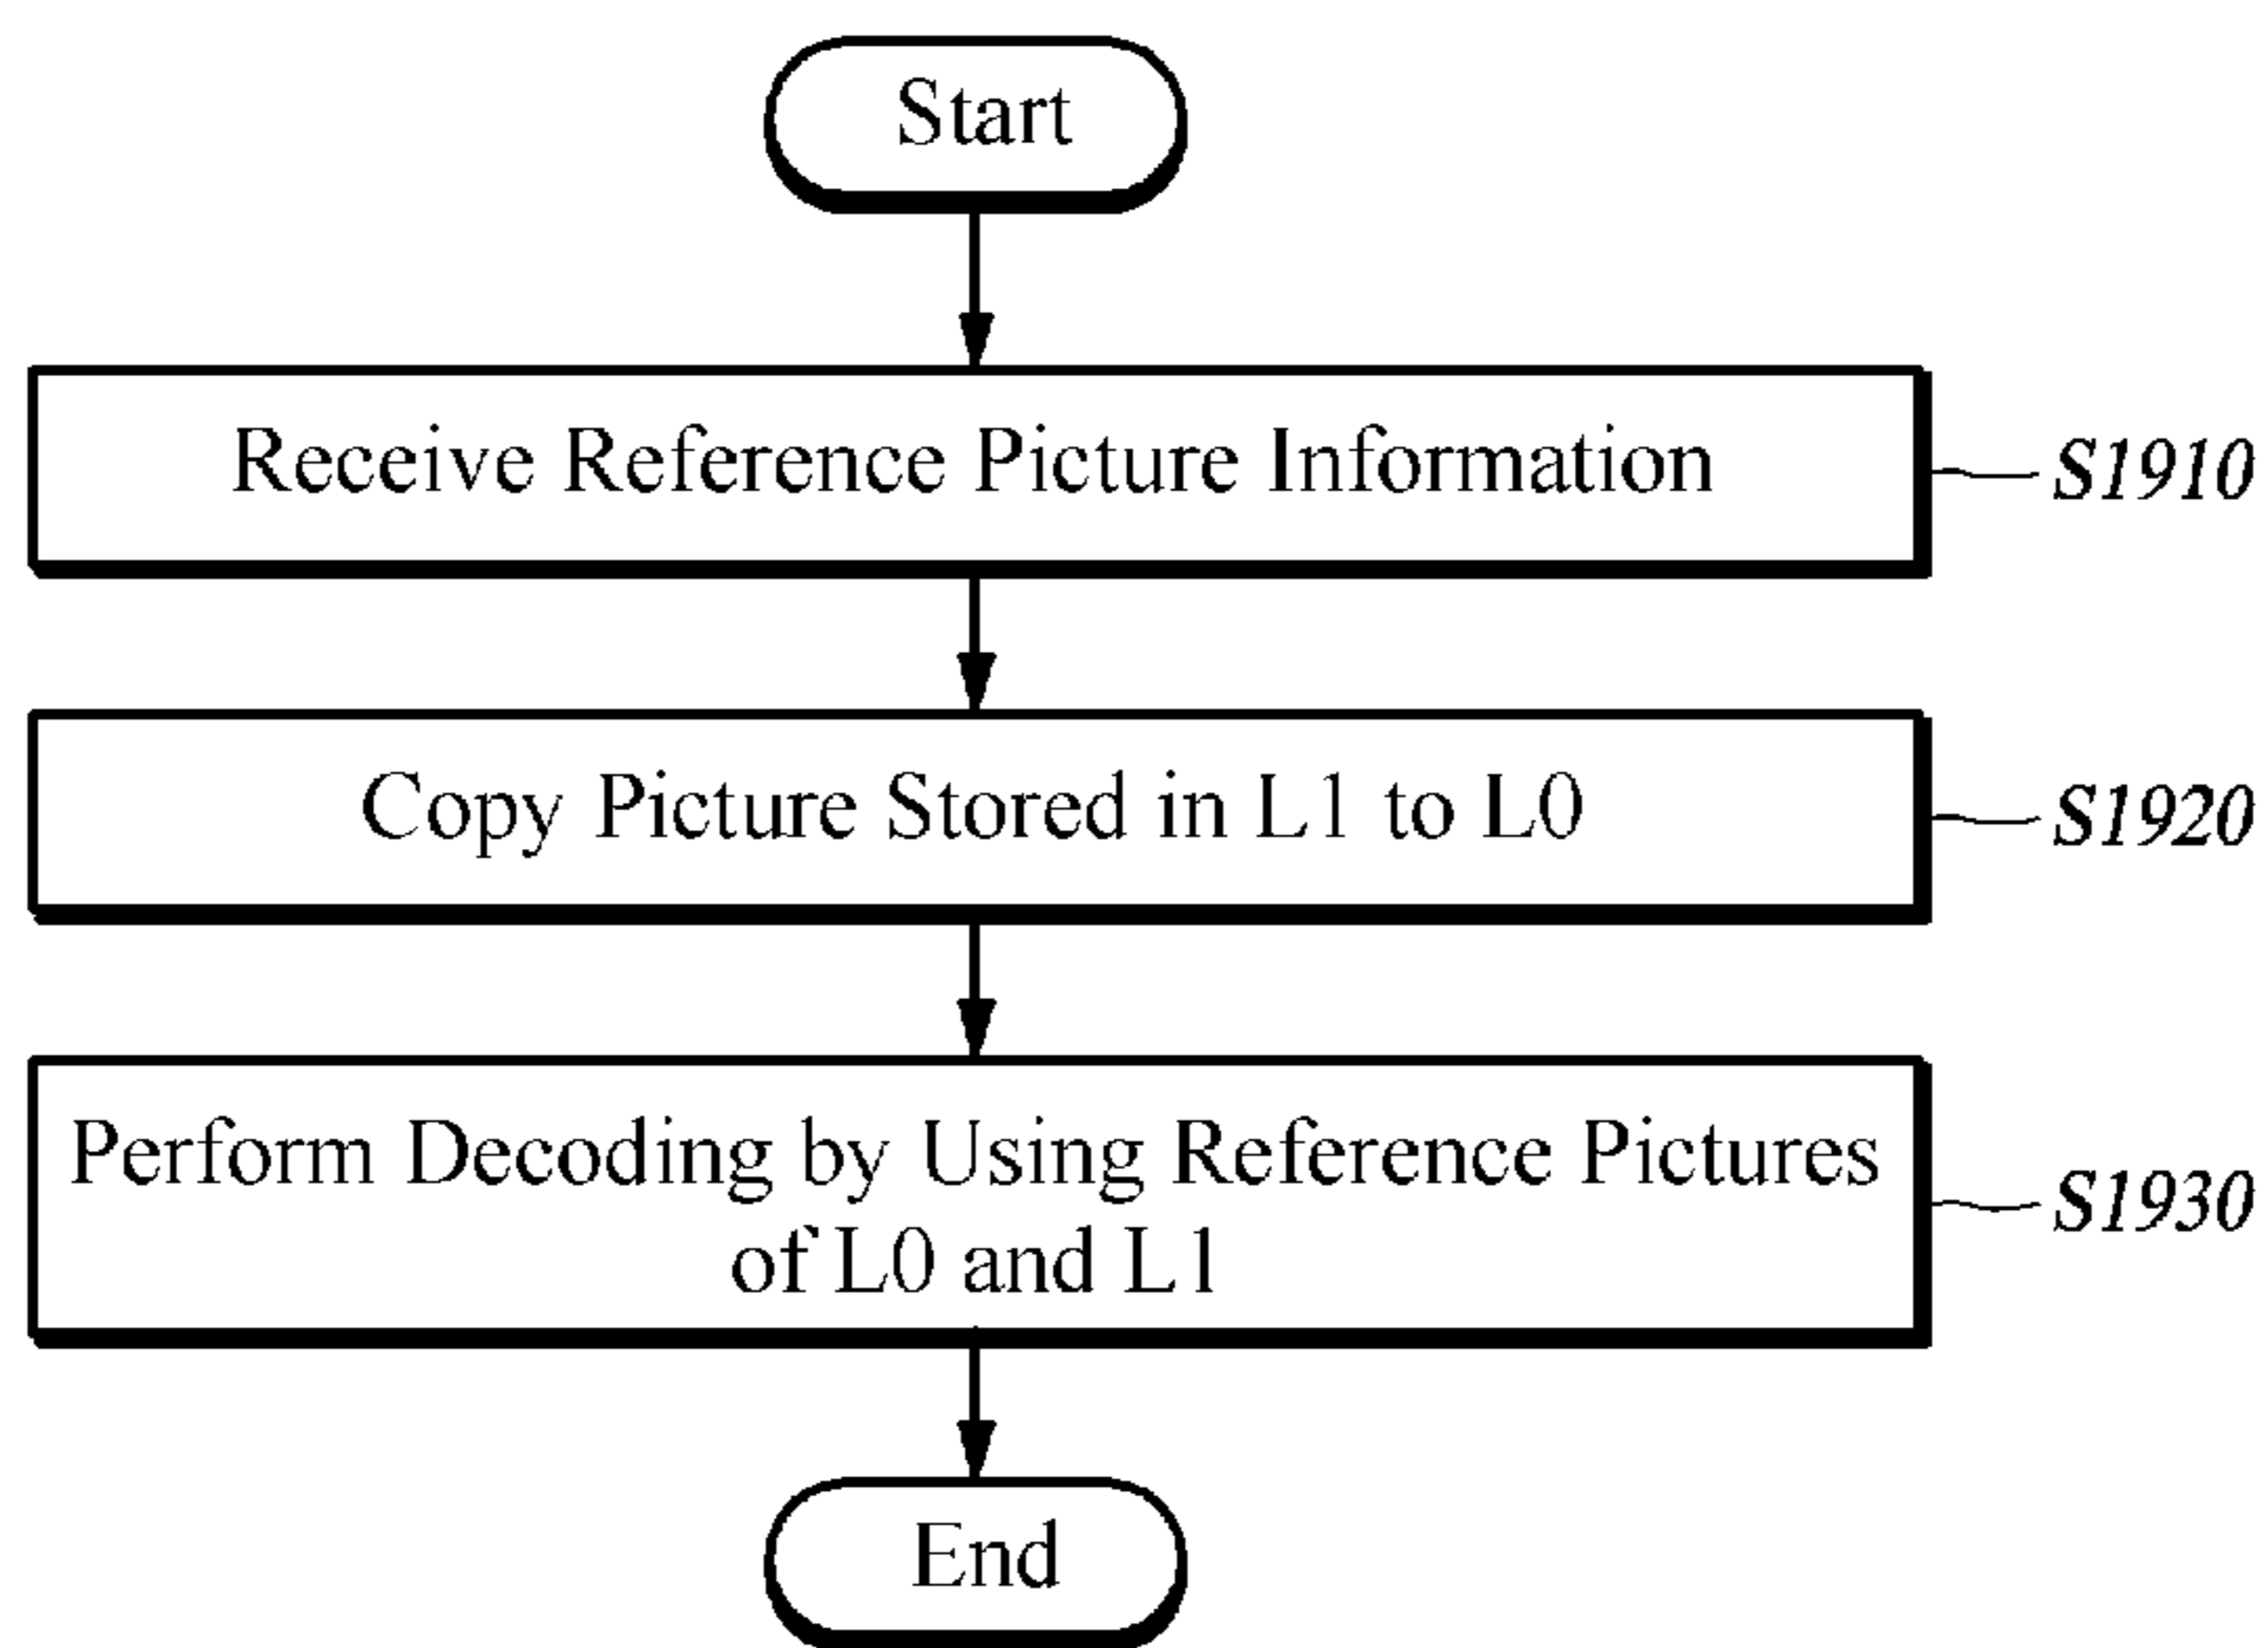 Start
Receive Reference Picture Information
S1910
Copy Picture Stored in L1 to L0
S1920
Perform Decoding by Using Reference Pictures
of L0 and L1
S1930
End